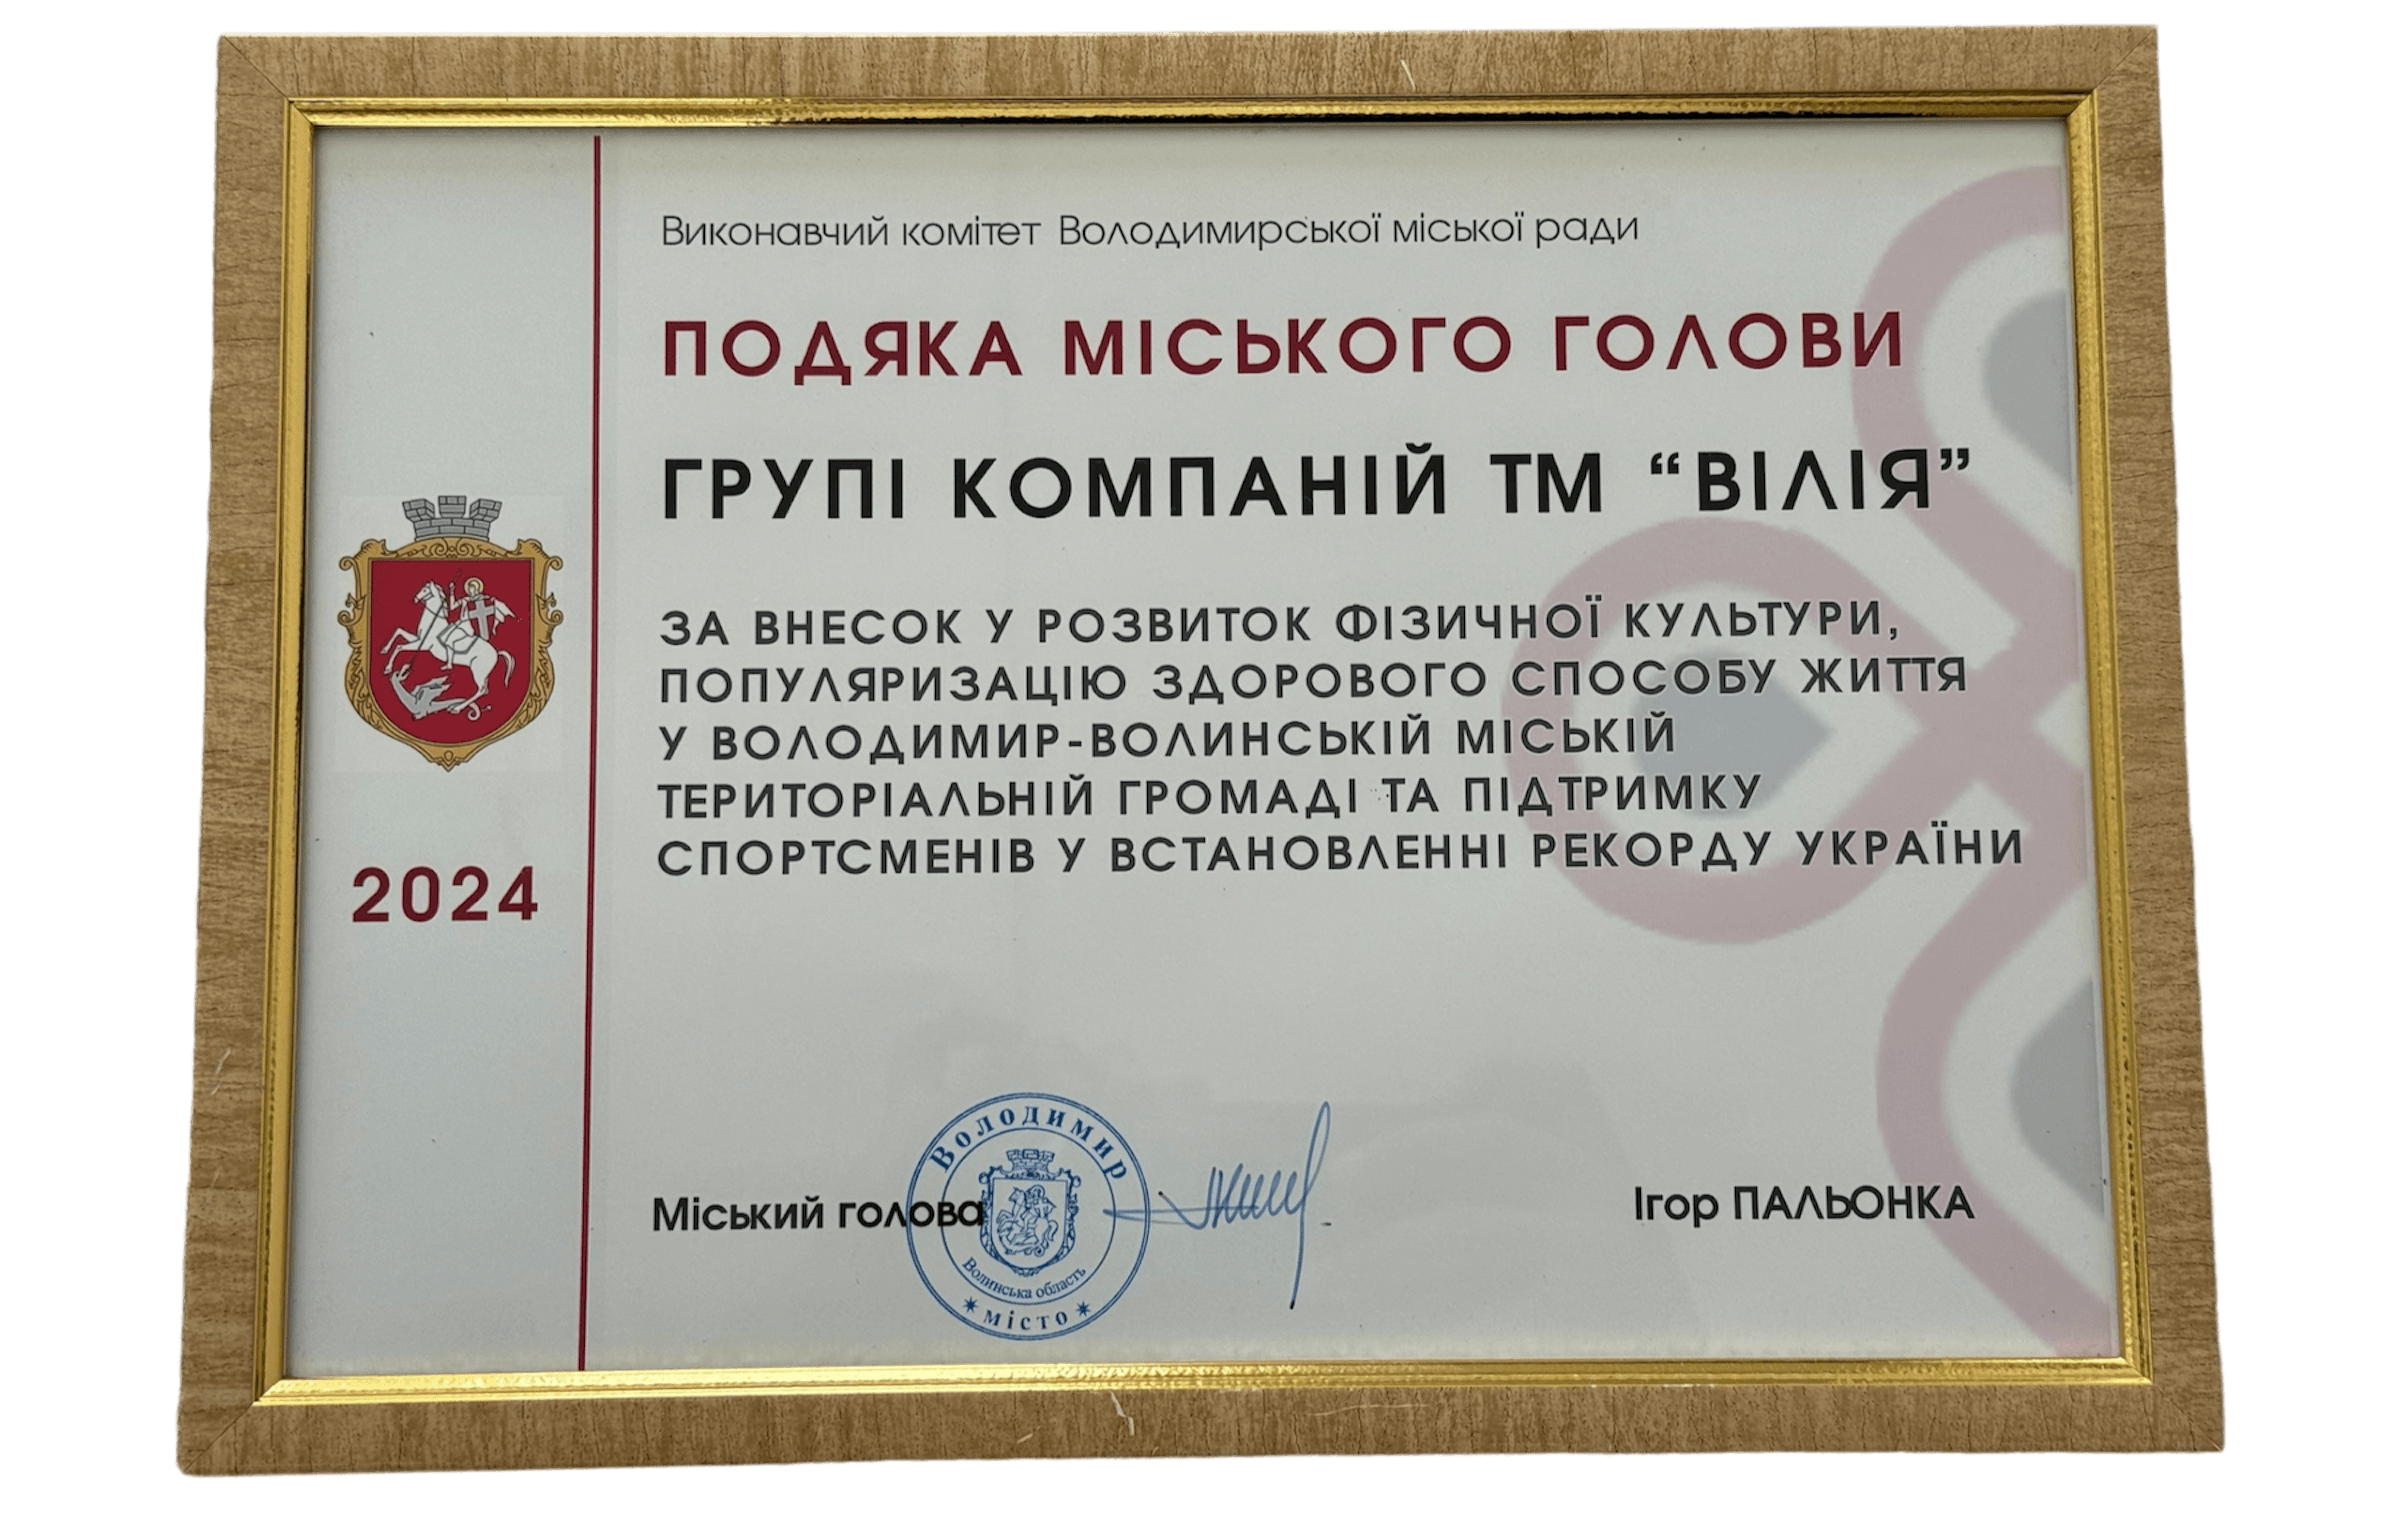 Виконавчий комітет Володимирської міської ради
ПОДЯКА МІСЬКОГО ГОЛОВИ
ГРУПІ КОМПАНІЙ ТМ “ВІЛІЯ”
ЗА ВНЕСОК У РОЗВИТОК ФІЗИЧНОЇ КУЛЬТУРИ,
ПОПУЛЯРИЗАЦІЮ ЗДОРОВОГО СПОСОБУ ЖИТТЯ
У ВОЛОДИМИР-ВОЛИНСЬКІЙ МІСЬКІЙ
ТЕРИТОРІАЛЬНІЙ ГРОМАДІ ТА ПІДТРИМКУ
СПОРТСМЕНІВ У ВСТАНОВЛЕННІ РЕКОРДУ УКРАЇНИ
2024
Міський голова
Володимир
Волинська область
* місто *
Ігор ПАЛЬОНКА